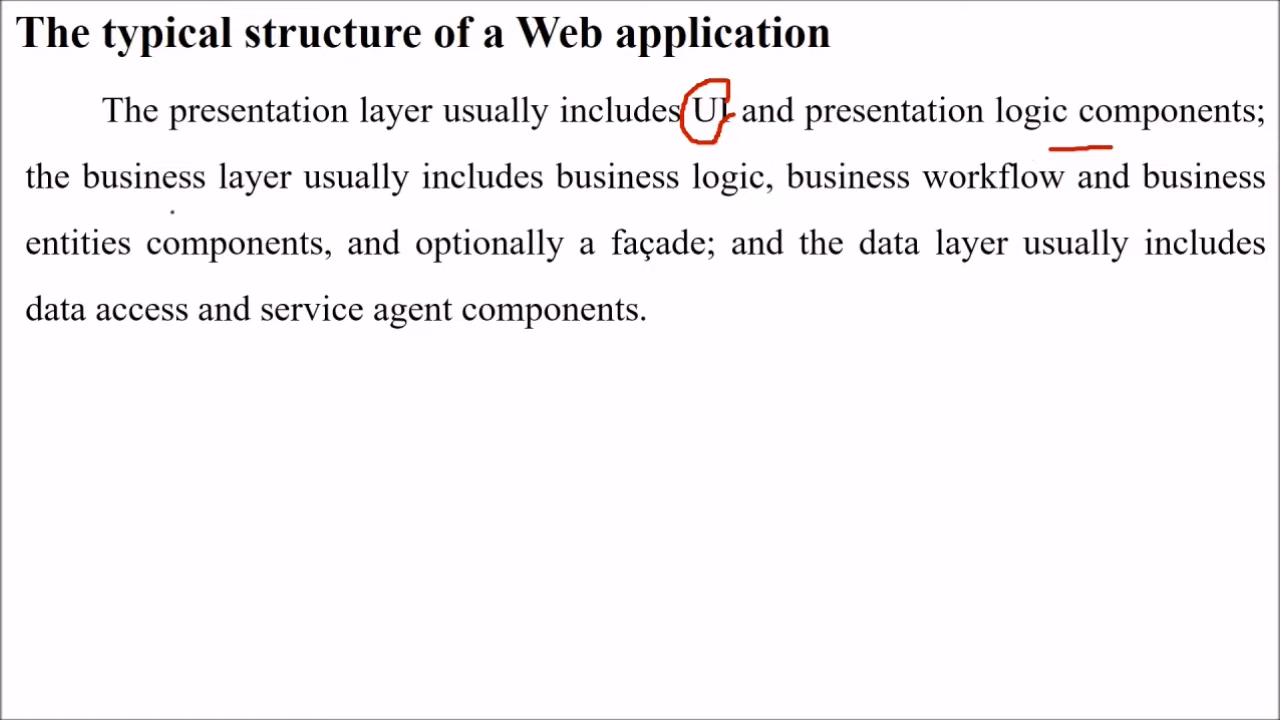 The typical structure of a Web application
The presentation layer usually includes UI and presentation logic components;
the business layer usually includes business logic, business workflow and business
entities components, and optionally a façade; and the data layer usually includes
data access and service agent components.